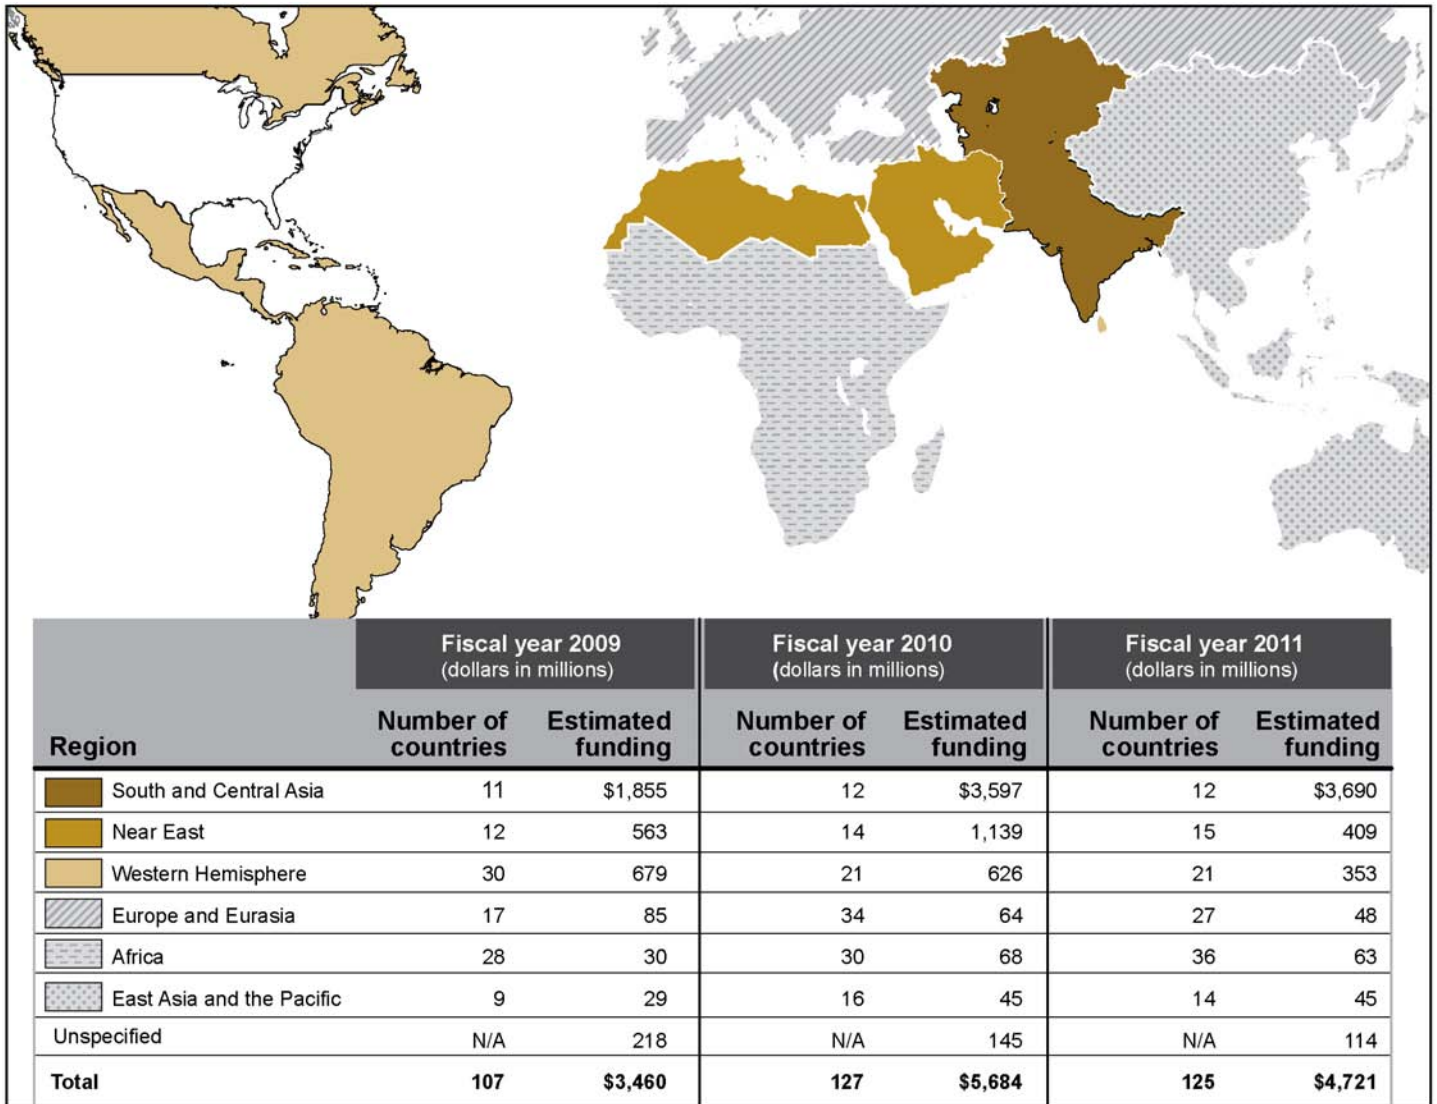 Fiscal year 2009 Fiscal year 2010 Fiscal year 2011
(dollars in millions) (dollars in millions) (dollars in millions)
Number of Estimated Number of Estimated Number of Estimated
Region countries funding countries funding countries funding
South and Central Asia 11 $1,855 12 $3,597 12 $3,690
Near East 12 563 14 1,139 15 409
Western Hemisphere 30 679 21 626 21 353
Europe and Eurasia 17 85 34 64 27 48
Africa 28 30 30 68 36 63
East Asia and the Pacific 9 29 16 45 14 45
Unspecified N/A 218 N/A 145 N/A 114
Total 107 $3,460 127 $5,684 125 $4,721